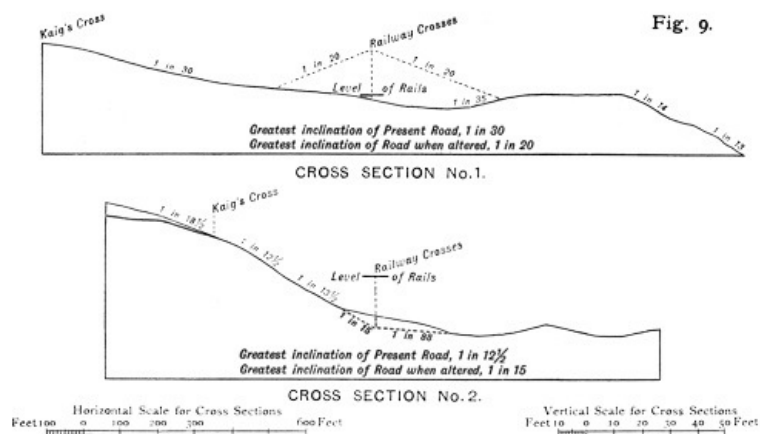 Kaig's Cross
Railway Crosses
Fig. 9.
1 in 30
1 in 20
1 in 20
Level of Rails
1 in 35
1 in 14
1 in 13
Greatest inclination of Present Road, 1 in 30
Greatest inclination of Road when altered, 1 in 20
CROSS SECTION No.1.
Kaig's Cross
1 in 18½
1 in 12½
1 in 13½
Railway Crosses
Level of Rails
1 in 15
1 in 88
Greatest inclination of Present Road, 1 in 12½
Greatest inclination of Road when altered, 1 in 15
CROSS SECTION No.2.
Horizontal Scale for Cross Sections
Feet 100 0 100 200 300 600 Feet
Vertical Scale for Cross Sections
Feet 10 0 10 20 30 40 50 Feet